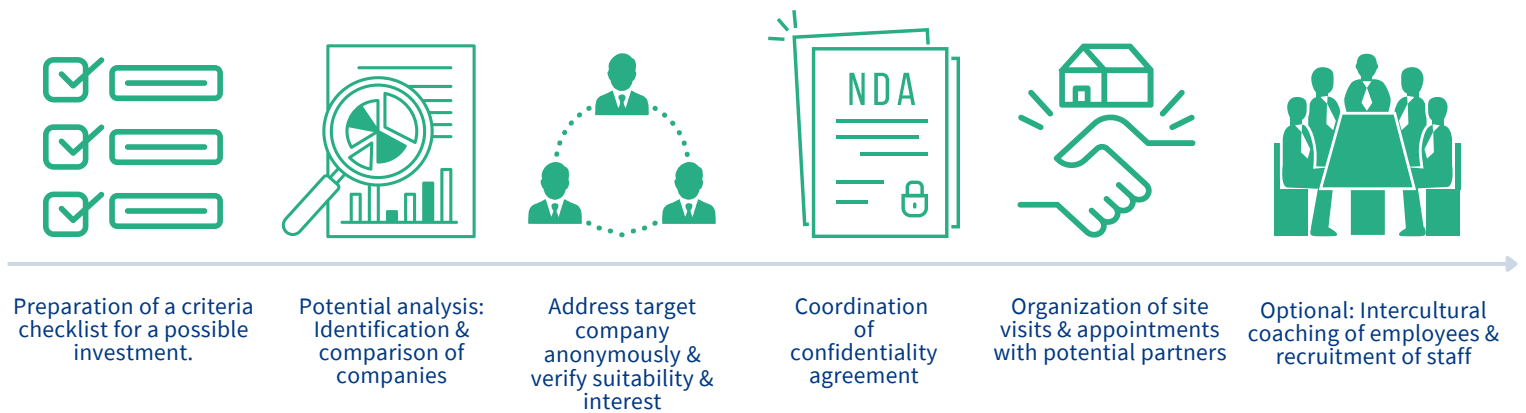 NDA
Preparation of a criteria
checklist for a possible
investment.
Potential analysis:
Identification &
comparison of
companies
Address target
company
anonymously &
verify suitability &
interest
Coordination
of
confidentiality
agreement
Organization of site
visits & appointments
with potential partners
Optional: Intercultural
coaching of employees &
recruitment of staff